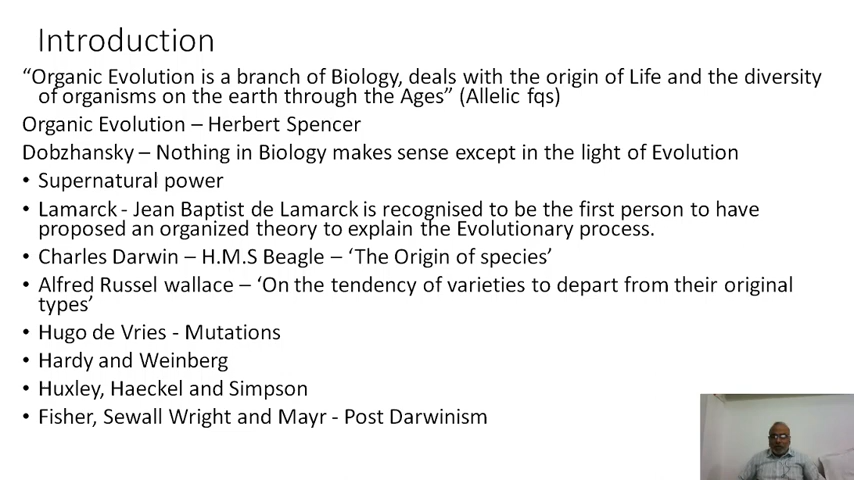 Introduction
“Organic Evolution is a branch of Biology, deals with the origin of Life and the diversity
of organisms on the earth through the Ages” (Allelic fqs)
Organic Evolution – Herbert Spencer
Dobzhansky – Nothing in Biology makes sense except in the light of Evolution
• Supernatural power
• Lamarck - Jean Baptist de Lamarck is recognised to be the first person to have
proposed an organized theory to explain the Evolutionary process.
• Charles Darwin – H.M.S Beagle – ‘The Origin of species’
• Alfred Russel wallace – ‘On the tendency of varieties to depart from their original
types’
• Hugo de Vries - Mutations
• Hardy and Weinberg
• Huxley, Haeckel and Simpson
• Fisher, Sewall Wright and Mayr - Post Darwinism